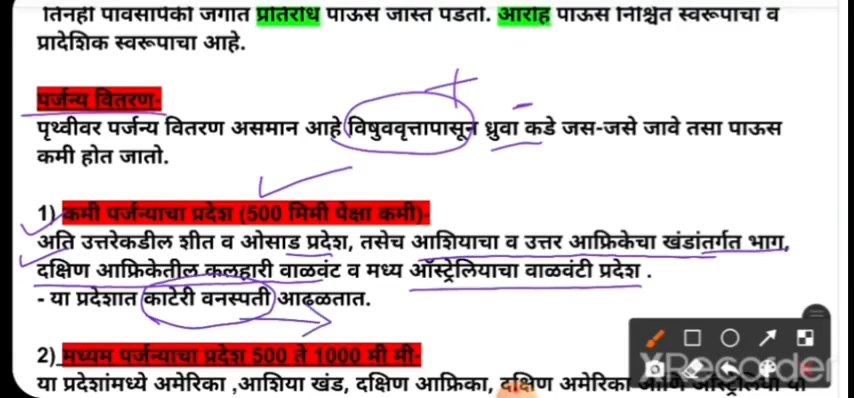 तिनही पावसापैकी जगात प्रतिरोध पाऊस जास्त पडतो. आरोह पाऊस निश्चित स्वरूपाचा व
प्रादेशिक स्वरूपाचा आहे.
पर्जन्य वितरण-
पृथ्वीवर पर्जन्य वितरण असमान आहे विषुववृत्तापासून ध्रुवा कडे जस-जसे जावे तसा पाऊस
कमी होत जातो.
1) कमी पर्जन्याचा प्रदेश (500 मिमी पेक्षा कमी)-
अति उत्तरेकडील शीत व ओसाड प्रदेश, तसेच आशियाचा व उत्तर आफ्रिकेचा खंडांतर्गत भाग,
दक्षिण आफ्रिकेतील कलहारी वाळवंट व मध्य ऑस्ट्रेलियाचा वाळवंटी प्रदेश .
- या प्रदेशात काटेरी वनस्पती आढळतात.
2) मध्यम पर्जन्याचा प्रदेश 500 ते 1000 मी मी-
या प्रदेशांमध्ये अमेरिका ,आशिया खंड, दक्षिण आफ्रिका, दक्षिण अमेरिका आणि
XRecorder